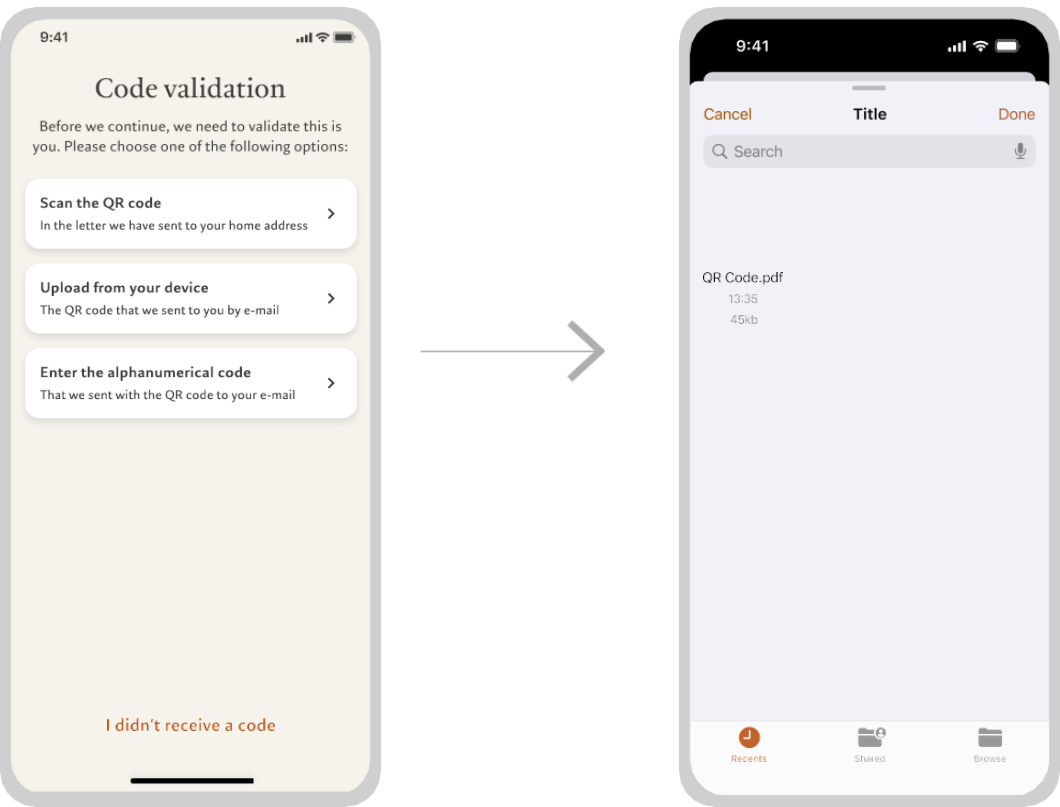 9:41
Code validation
Before we continue, we need to validate this is
you. Please choose one of the following options:
Scan the QR code
In the letter we have sent to your home address
Upload from your device
The QR code that we sent to you by e-mail
Enter the alphanumerical code
That we sent with the QR code to your e-mail
I didn't receive a code
9:41
Cancel Title Done
Search
QR Code.pdf
13:35
45kb
Recents Shared Browse